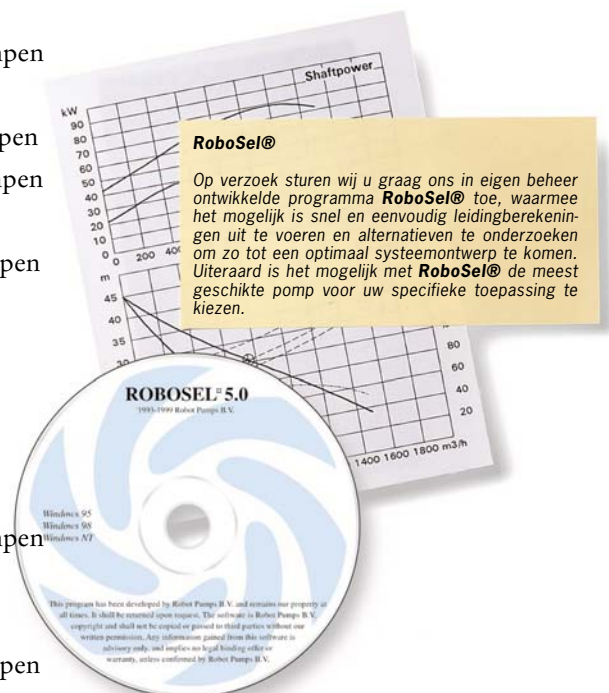 mpen
pen
mpen
pen
mpen
pen
Shaftpower
kW
90
80
70
60
50
40
30
20
10
0
0 200 400
m
45
40
35
30
80
60
40
20
1400 1600 1800 m3/h
RoboSel®
Op verzoek sturen wij u graag ons in eigen beheer
ontwikkelde programma RoboSel® toe, waarmee
het mogelijk is snel en eenvoudig leidingberekenin-
gen uit te voeren en alternatieven te onderzoeken
om zo tot een optimaal systeemontwerp te komen.
Uiteraard is het mogelijk met RoboSel® de meest
geschikte pomp voor uw specifieke toepassing te
kiezen.
ROBOSEL 5.0
1993-1999 Robot Pumps B.V.
Windows 95
Windows 98
Windows NT
This program has been developed by Robot Pumps B.V. and remains our property at
all times. It shall be returned upon request. The software is Robot Pumps B.V.
copyright and shall not be copied or passed to third parties without our
written permission. Any information gained from this software is
advisory only, and implies no legal binding offer or
warranty, unless confirmed by Robot Pumps B.V.